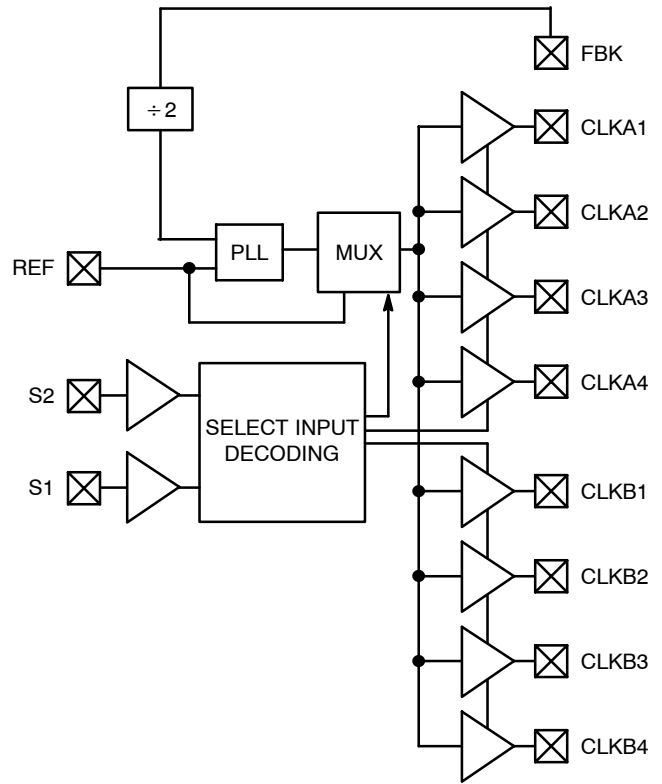 FBK
÷2
CLKA1
CLKA2
PLL
MUX
REF
CLKA3
CLKA4
S2
SELECT INPUT
DECODING
S1
CLKB1
CLKB2
CLKB3
CLKB4